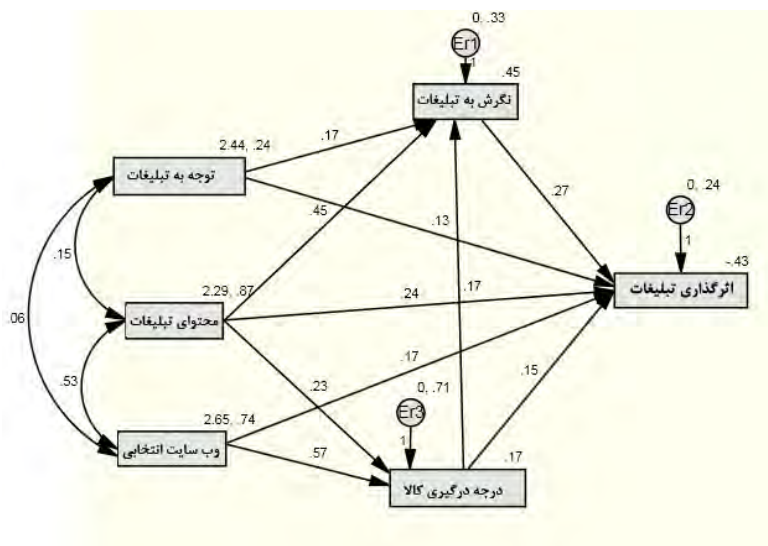 0, .33
Er1
1
.45
نگرش به تبلیغات
2.44, .24
.17
توجه به تبلیغات
.27
0, .24
Er2
.45
.13
1
.15
-.43
2.29, .87
.24
.17
اثرگذاری تبلیغات
محتوای تبلیغات
.06
.17
.53
.23
0, .71
.15
2.65, .74
Er3
1
وب سایت انتخابی
.57
.17
درجه درگیری کالا